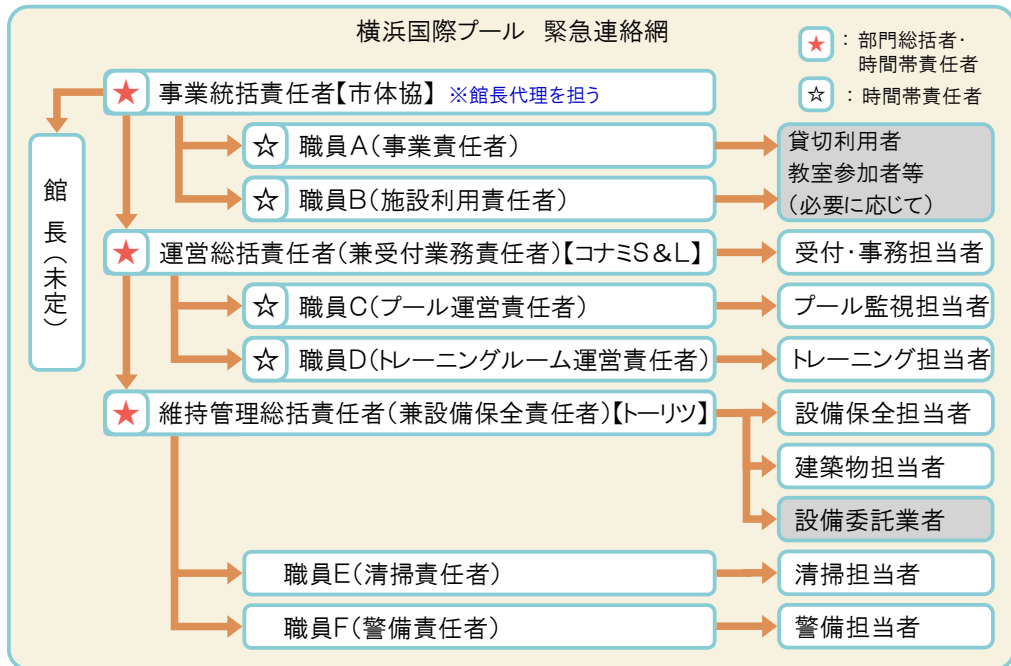 横浜国際プール 緊急連絡網
★ : 部門総括者・
時間帯責任者
☆ : 時間帯責任者
★ 事業統括責任者【市体協】 ※館長代理を担う
☆ 職員A(事業責任者)
☆ 職員B(施設利用責任者)
貸切利用者
教室参加者等
(必要に応じて)
館長(未定)
★ 運営総括責任者(兼受付業務責任者)【コナミS&L】
受付・事務担当者
☆ 職員C(プール運営責任者)
プール監視担当者
☆ 職員D(トレーニングルーム運営責任者)
トレーニング担当者
★ 維持管理総括責任者(兼設備保全責任者)【トーリツ】
設備保全担当者
建築物担当者
設備委託業者
職員E(清掃責任者)
清掃担当者
職員F(警備責任者)
警備担当者